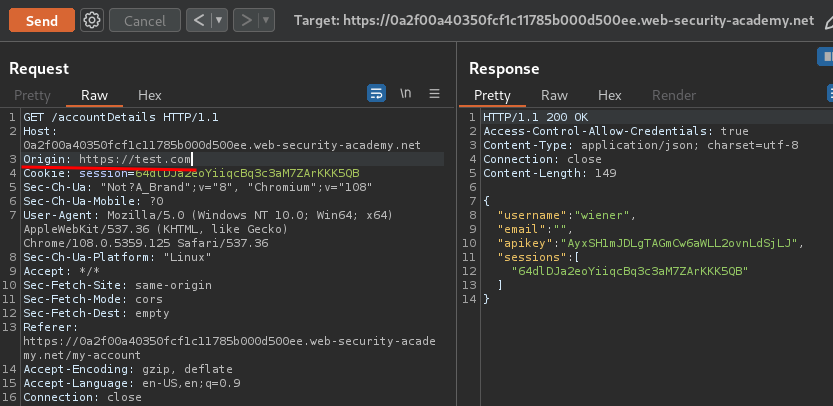 Send Cancel < > Target: https://0a2f00a40350fcf1c11785b000d500ee.web-security-academy.net
Request
Pretty Raw Hex \n
1 GET /accountDetails HTTP/1.1
2 Host:
0a2f00a40350fcf1c11785b000d500ee.web-security-academy.net
3 Origin: https://test.com
4 Cookie: session=64dlDJa2eoYiiqcBq3c3aM7ZArKKK5QB
5 Sec-Ch-Ua: "Not?A_Brand";v="8", "Chromium";v="108"
6 Sec-Ch-Ua-Mobile: ?0
7 User-Agent: Mozilla/5.0 (Windows NT 10.0; Win64; x64)
AppleWebKit/537.36 (KHTML, like Gecko)
Chrome/108.0.5359.125 Safari/537.36
8 Sec-Ch-Ua-Platform: "Linux"
9 Accept: */*
10 Sec-Fetch-Site: same-origin
11 Sec-Fetch-Mode: cors
12 Sec-Fetch-Dest: empty
13 Referer:
https://0a2f00a40350fcf1c11785b000d500ee.web-security-acade
my.net/my-account
14 Accept-Encoding: gzip, deflate
15 Accept-Language: en-US,en;q=0.9
16 Connection: close
Response
Pretty Raw Hex Render
1 HTTP/1.1 200 OK
2 Access-Control-Allow-Credentials: true
3 Content-Type: application/json; charset=utf-8
4 Connection: close
5 Content-Length: 149
6
7 {
8 "username":"wiener",
9 "email":"",
10 "apikey":"AyxSH1mJDLgTAGmCw6aWLL2ovnLdSjLJ",
11 "sessions":[
12 "64dlDJa2eoYiiqcBq3c3aM7ZArKKK5QB"
13 ]
14 }